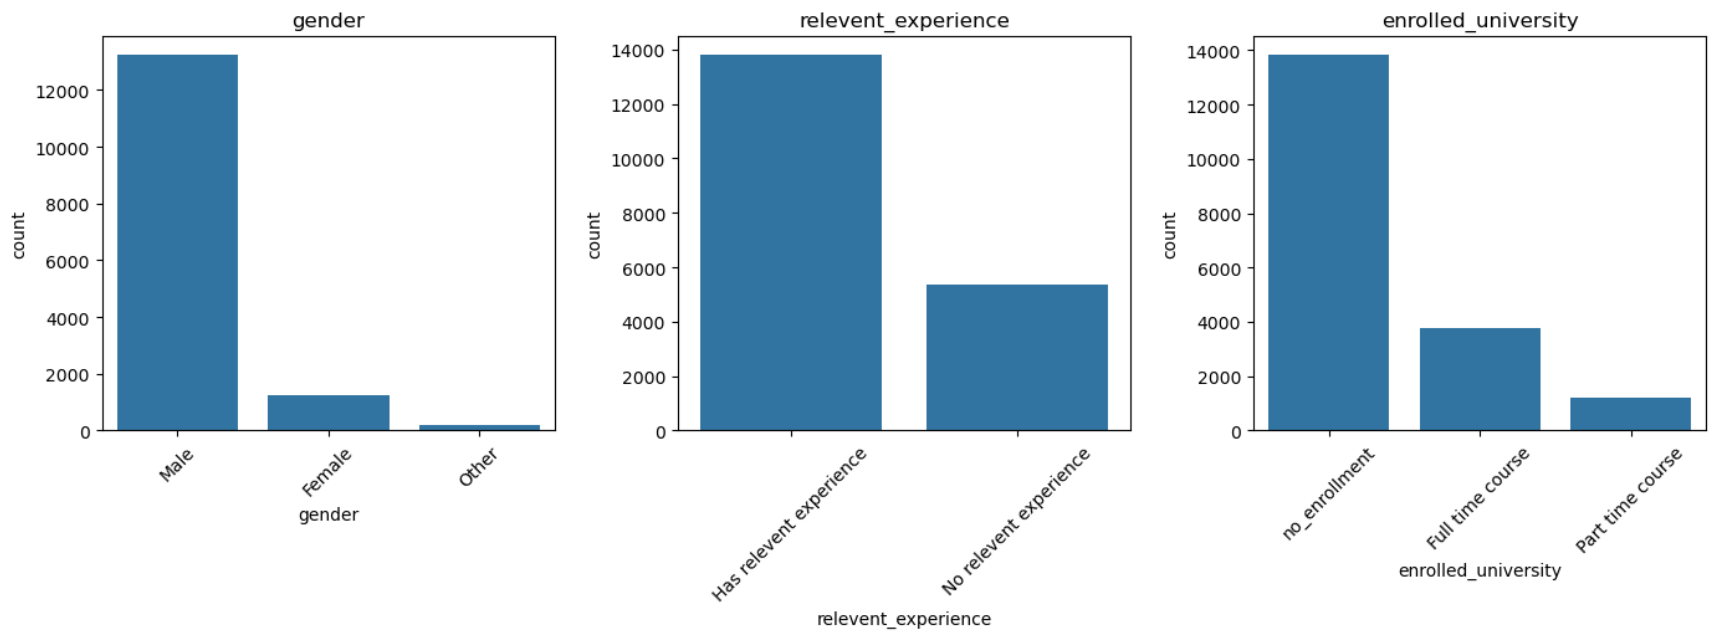 gender
count
12000
10000
8000
6000
4000
2000
0
Male
Female
Other
gender
relevent_experience
count
14000
12000
10000
8000
6000
4000
2000
0
Has relevent experience
No relevent experience
relevent_experience
enrolled_university
count
14000
12000
10000
8000
6000
4000
2000
0
no_enrollment
Full time course
Part time course
enrolled_university